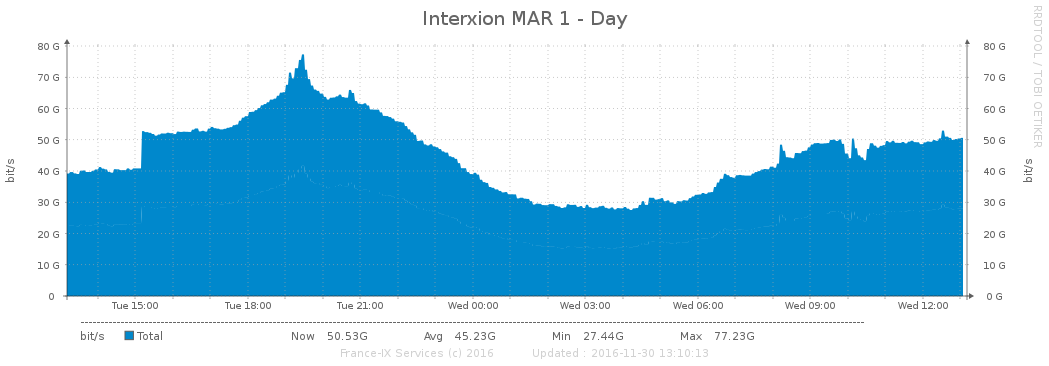 Interxion MAR 1 - Day
RRDTOOL / TOBI OETIKER
bit/s
bit/s
80 G 80 G
70 G 70 G
60 G 60 G
50 G 50 G
40 G 40 G
30 G 30 G
20 G 20 G
10 G 10 G
0 0 G
Tue 15:00 Tue 18:00 Tue 21:00 Wed 00:00 Wed 03:00 Wed 06:00 Wed 09:00 Wed 12:00
bit/s Total Now 50.53G Avg 45.23G Min 27.44G Max 77.23G
France-IX Services (c) 2016 Updated : 2016-11-30 13:10:13